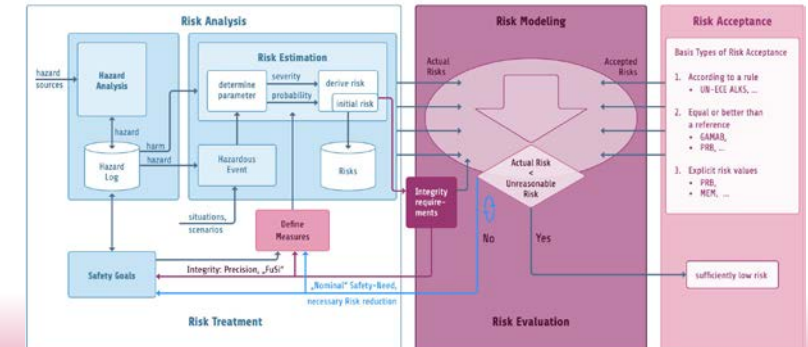 Risk Analysis
Risk Modeling
Risk Acceptance
hazard
sources
Hazard
Analysis
hazard
Hazard
Log
harm
hazard
Risk Estimation
determine
parameter
severity
probability
derive risk
initial risk
Hazardous
Event
Risks
situations,
scenarios
Define
Measures
Safety Goals
Integrity: Precision, „FuSi“
„Nominal“ Safety-Need,
necessary Risk reduction
Risk Treatment
Actual
Risks
Accepted
Risks
Actual Risk
<
Unreasonable
Risk
Integrity
require-
ments
No
Yes
Risk Evaluation
Basis Types of Risk Acceptance
1. According to a rule
• UN-ECE ALKS, ...
2. Equal or better than
a reference
• GAMAB,
• PRB, ...
3. Explicit risk values
• PRB,
• MEM, ...
sufficiently low risk